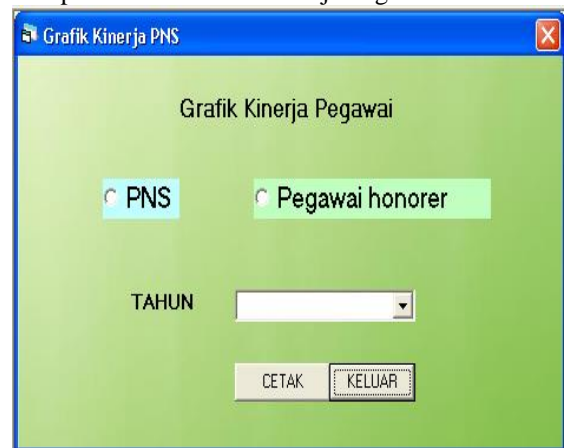 Grafik Kinerja PNS
Grafik Kinerja Pegawai
PNS
Pegawai honorer
TAHUN
CETAK KELUAR